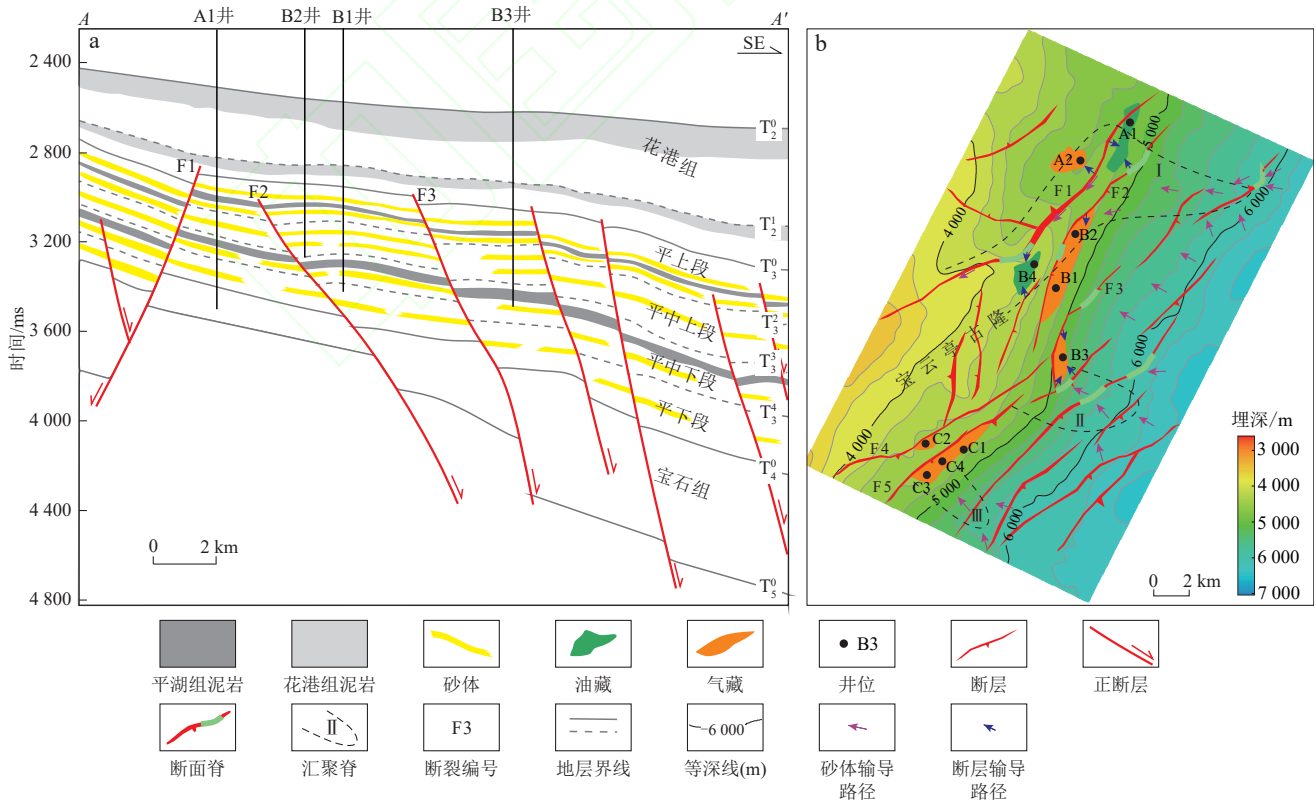 A
A1井
B2井
B1井
B3井
A′
a
SE
2 400
2 800
3 200
3 600
4 000
4 400
4 800
时间/ms
F1
F2
F3
花港组
平上段
平中上段
平中下段
平下段
宝石组
T₂⁰
T₂¹
T₃⁰
T₃²
T₃³
T₃⁴
T₄⁰
T₅⁰
0 2 km
b
A1
5 000
A2
I
F1
F2
6 000
4 000
B2
B4
B1
F3
宝云亭古隆
B3
6 000
II
4 000
C2
C1
F4
C4
C3
F5
5 000
III
6 000
埋深/m
3 000
4 000
5 000
6 000
7 000
0 2 km
B3
平湖组泥岩 花港组泥岩 砂体 油藏 气藏 井位 断层 正断层
II F3 -6 000
断面脊 汇聚脊 断裂编号 地层界线 等深线(m) 砂体输导 断层输导
路径 路径